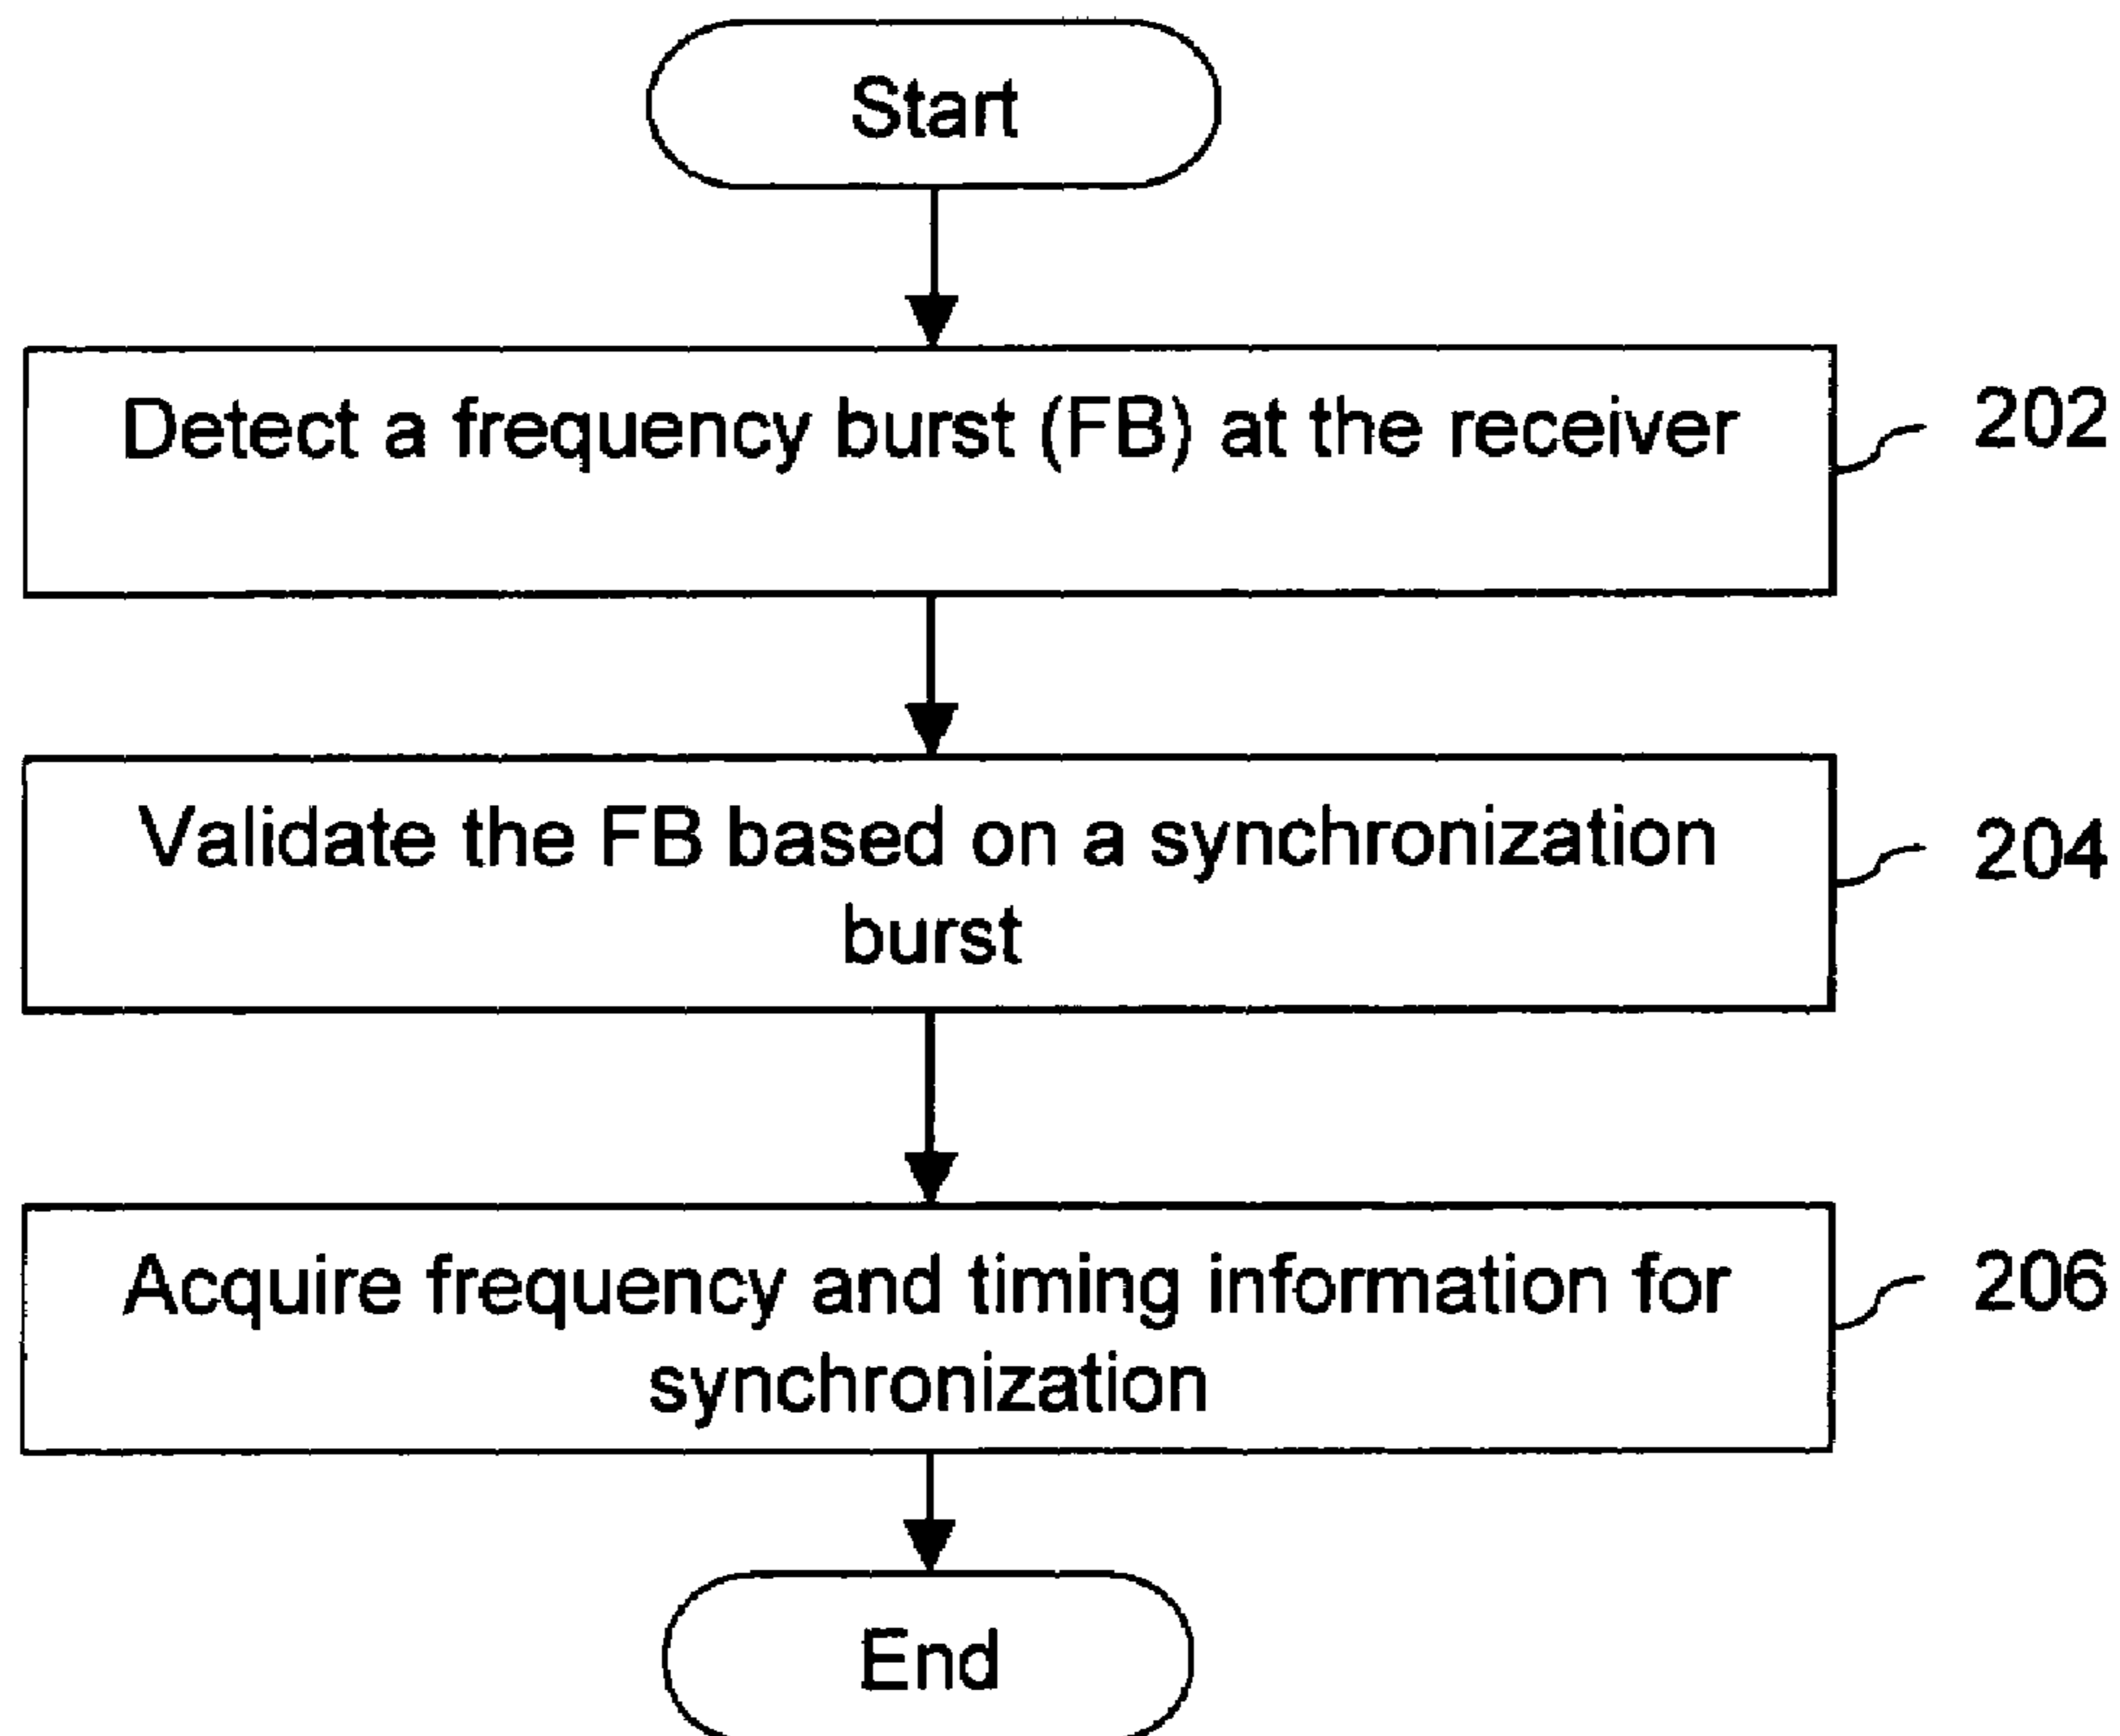 Start
Detect a frequency burst (FB) at the receiver
202
Validate the FB based on a synchronization
burst
204
Acquire frequency and timing information for
synchronization
206
End